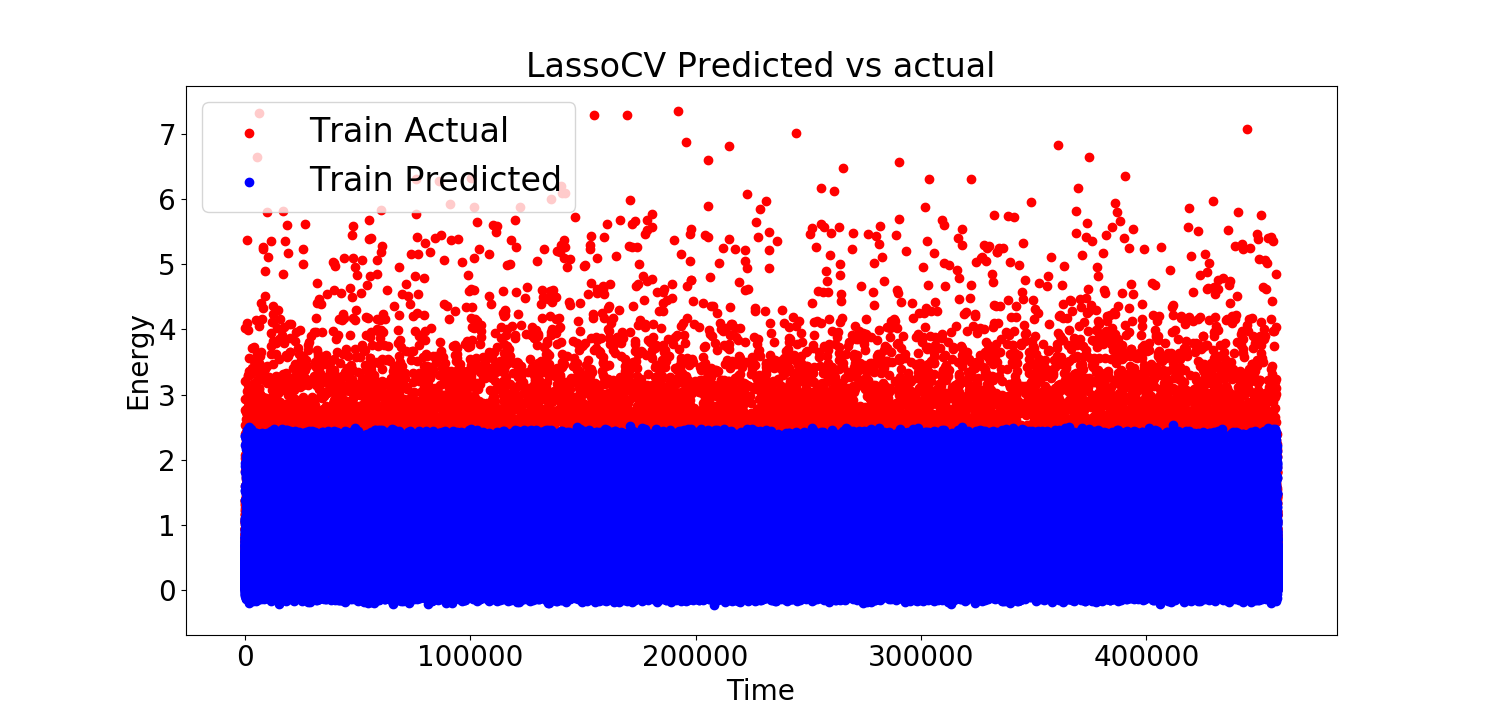 LassoCV Predicted vs actual
Train Actual
Train Predicted
Energy
7
6
5
4
3
2
1
0
0 100000 200000 300000 400000
Time